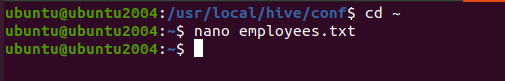 ubuntu@ubuntu2004:/usr/local/hive/conf$ cd ~
ubuntu@ubuntu2004:~$ nano employees.txt
ubuntu@ubuntu2004:~$